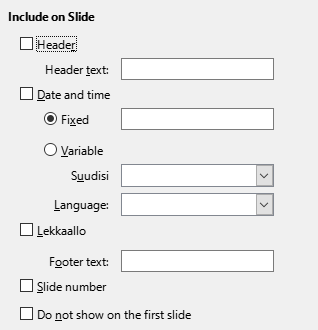 Include on Slide
Header
Header text:
Date and time
Fixed
Variable
Suudisi
Language:
Lekkaallo
Footer text:
Slide number
Do not show on the first slide